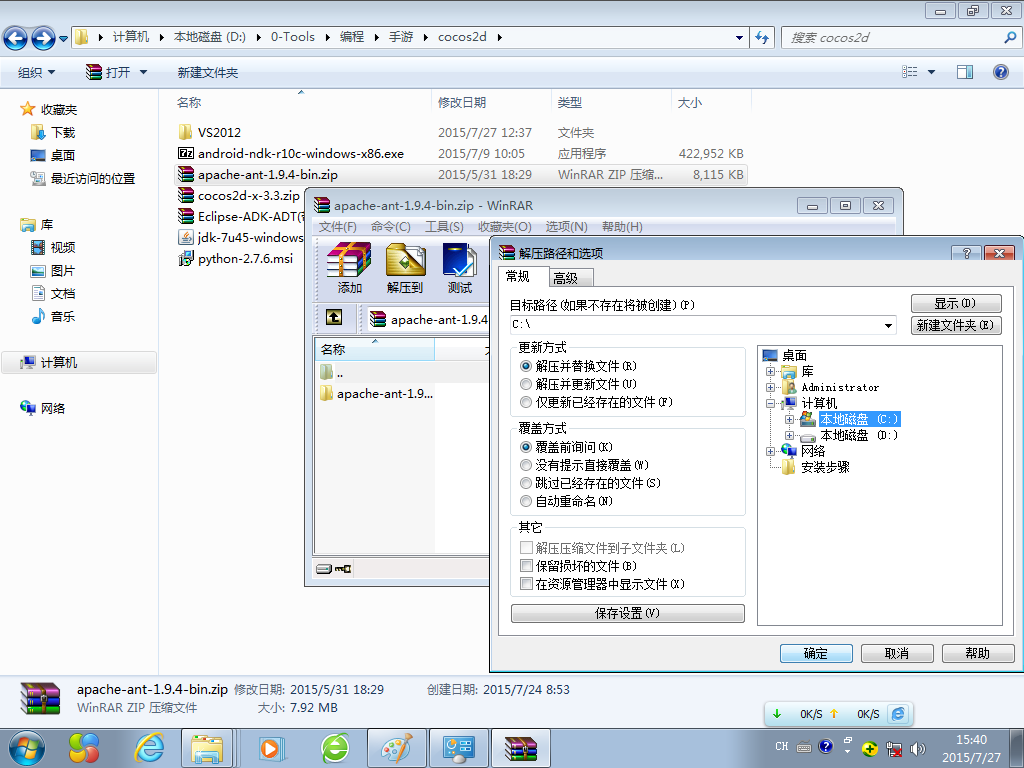 计算机 本地磁盘 (D:) 0-Tools 编程 手游 cocos2d 搜索 cocos2d
组织 打开 新建文件夹
收藏夹
下载
桌面
最近访问的位置
库
视频
图片
文档
音乐
计算机
网络
名称 修改日期 类型 大小
VS2012 2015/7/27 12:37 文件夹
android-ndk-r10c-windows-x86.exe 2015/7/9 10:05 应用程序 422,952 KB
apache-ant-1.9.4-bin.zip 2015/5/31 18:29 WinRAR ZIP 压缩... 8,115 KB
cocos2d-x-3.3.zip
Eclipse-ADK-ADT(
jdk-7u45-windows
python-2.7.6.msi
apache-ant-1.9.4-bin.zip - WinRAR
文件(F) 命令(C) 工具(S) 收藏夹(O) 选项(N) 帮助(H)
添加 解压到 测试
apache-ant-1.9.4
名称
..
apache-ant-1.9...
解压路径和选项
常规 高级
目标路径(如果不存在将被创建)(P)
C:\
显示(D)
新建文件夹(E)
更新方式
解压并替换文件(R)
解压并更新文件(U)
仅更新已经存在的文件(F)
覆盖方式
覆盖前询问(K)
没有提示直接覆盖(W)
跳过已经存在的文件(S)
自动重命名(N)
其它
解压压缩文件到子文件夹(L)
保留损坏的文件(B)
在资源管理器中显示文件(X)
保存设置(V)
桌面
库
Administrator
计算机
本地磁盘 (C:)
本地磁盘 (D:)
网络
安装步骤
确定 取消 帮助
apache-ant-1.9.4-bin.zip 修改日期: 2015/5/31 18:29 创建日期: 2015/7/24 8:53
WinRAR ZIP 压缩文件 大小: 7.92 MB
0K/S 0K/S
CH 15:40
2015/7/27